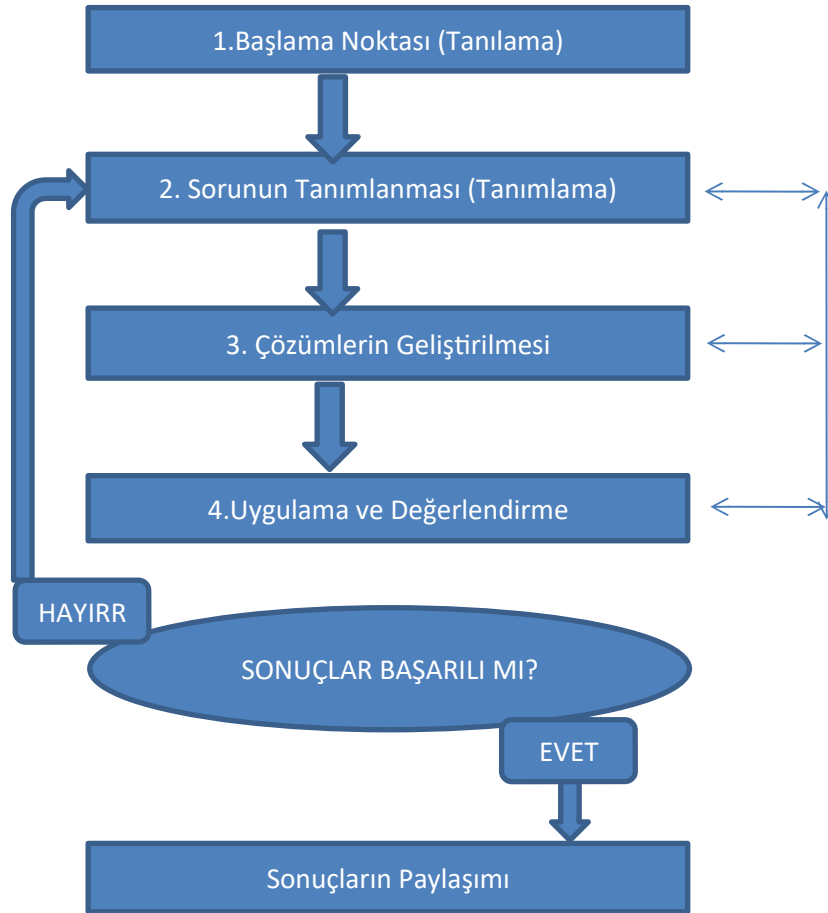 1.Başlama Noktası (Tanılama)
2. Sorunun Tanımlanması (Tanımlama)
3. Çözümlerin Geliştirilmesi
4.Uygulama ve Değerlendirme
HAYIRR
SONUÇLAR BAŞARILI MI?
EVET
Sonuçların Paylaşımı